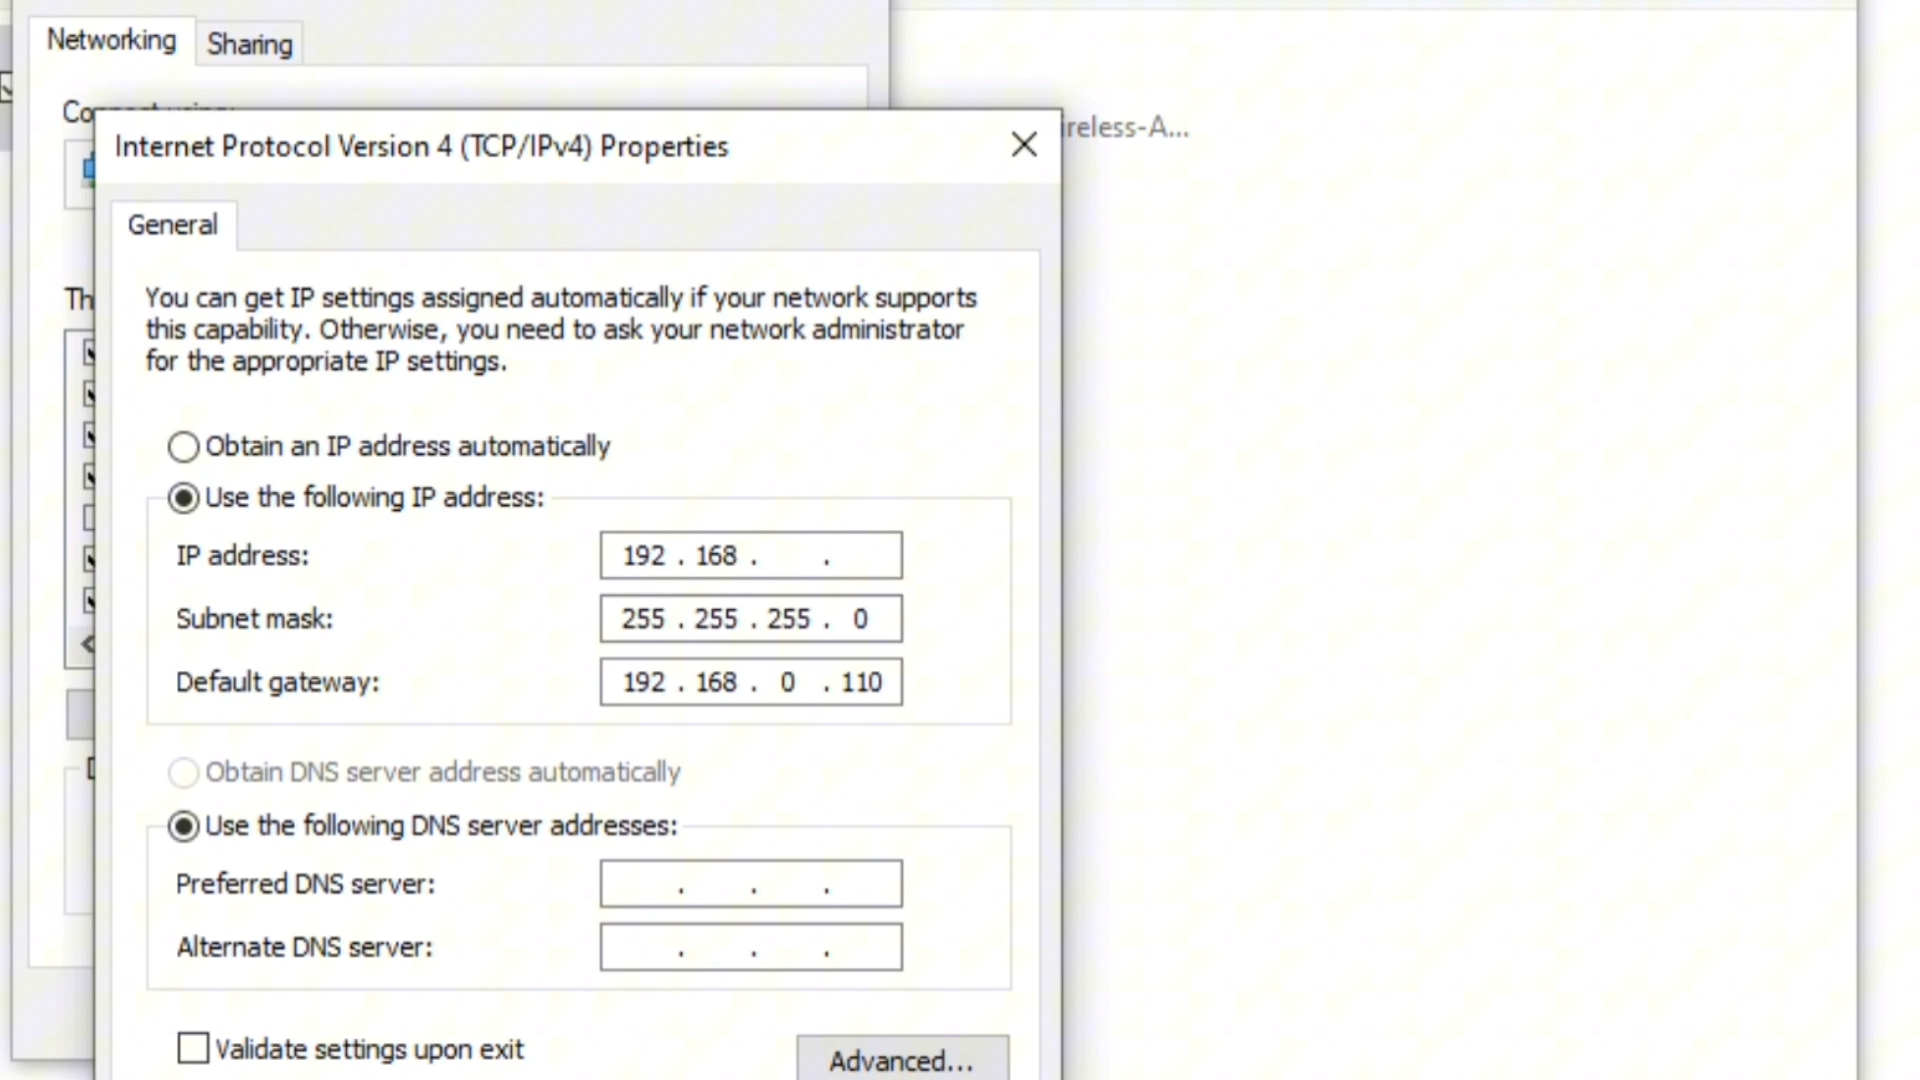 Networking
Sharing
ireless-A...
Internet Protocol Version 4 (TCP/IPv4) Properties
General
You can get IP settings assigned automatically if your network supports
this capability. Otherwise, you need to ask your network administrator
for the appropriate IP settings.
Obtain an IP address automatically
Use the following IP address:
IP address:
192 . 168 . .
Subnet mask:
255 . 255 . 255 . 0
Default gateway:
192 . 168 . 0 . 110
Obtain DNS server address automatically
Use the following DNS server addresses:
Preferred DNS server:
. . .
Alternate DNS server:
. . .
Validate settings upon exit
Advanced...